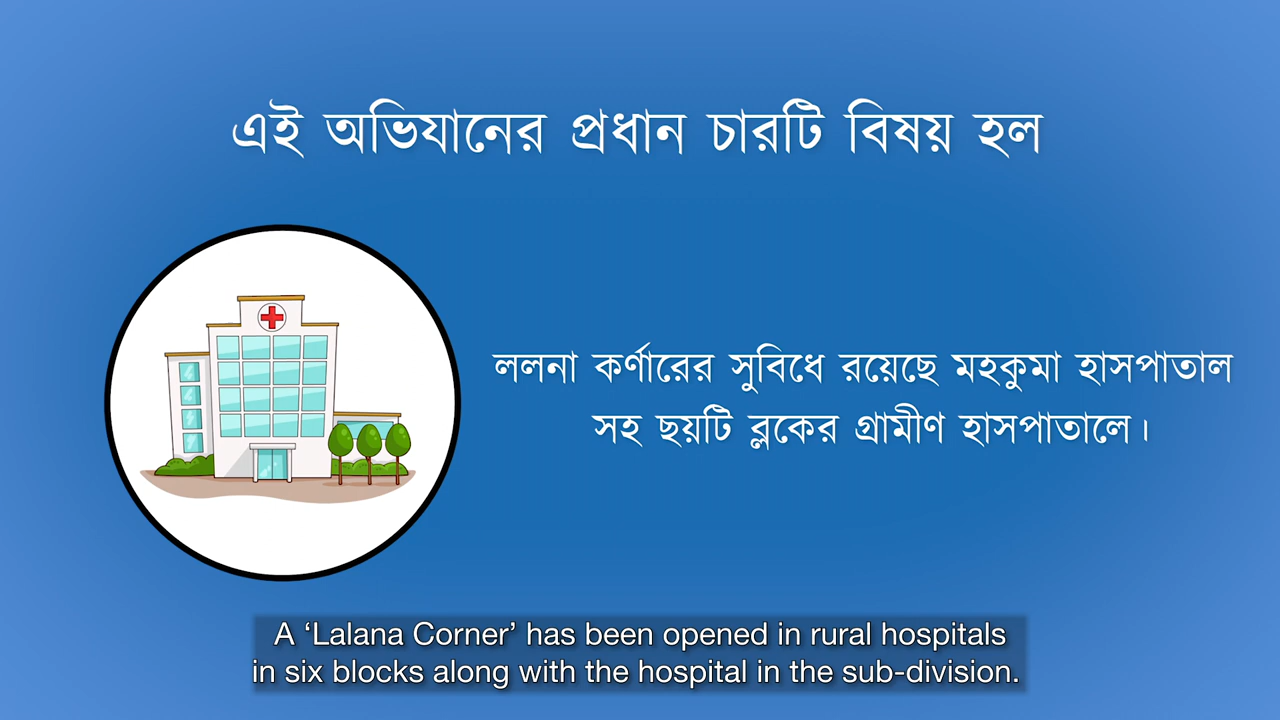 এই অভিযানের প্রধান চারটি বিষয় হল
ললনা কর্ণারের সুবিধে রয়েছে মহকুমা হাসপাতাল
সহ ছয়টি ব্লকের গ্রামীণ হাসপাতালে।
A ‘Lalana Corner’ has been opened in rural hospitals
in six blocks along with the hospital in the sub-division.